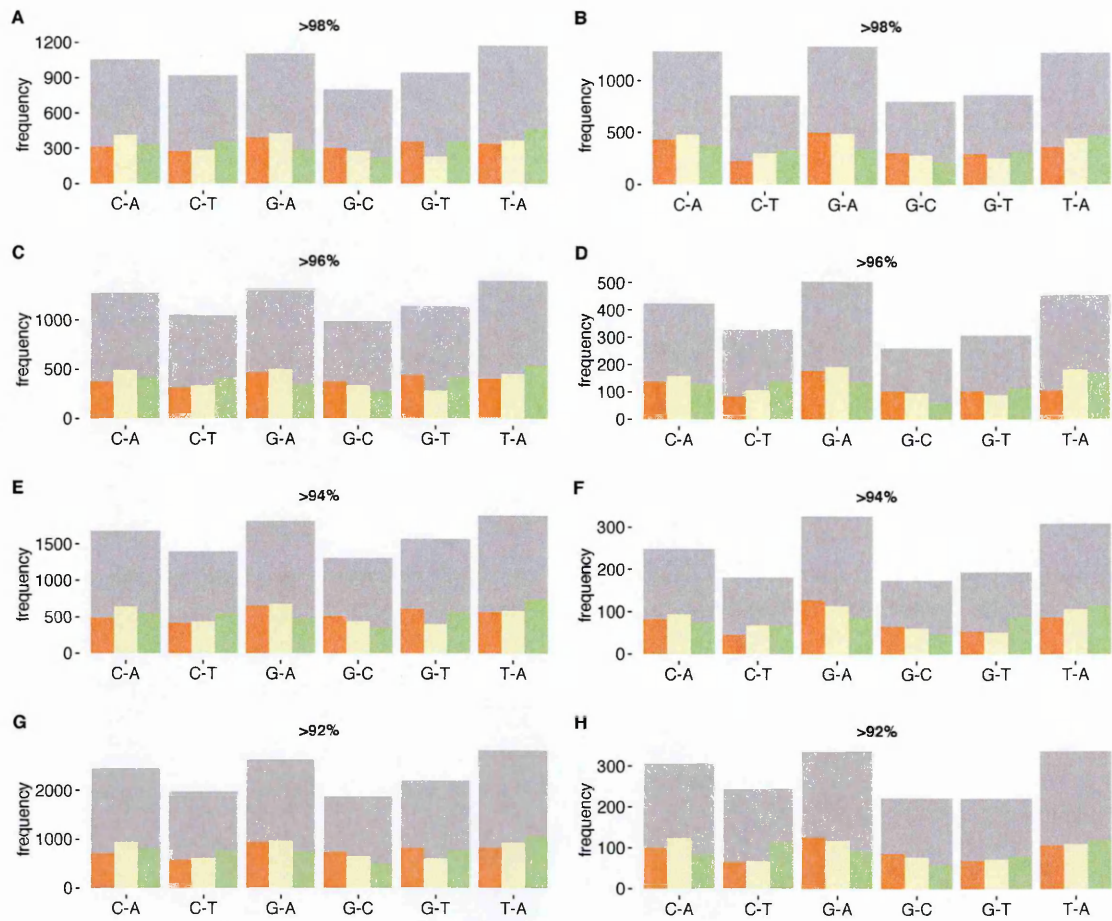 A
>98%
frequency
1200
900
600
300
0
C-A C-T G-A G-C G-T T-A
B
>98%
frequency
1000
500
0
C-A C-T G-A G-C G-T T-A
C
>96%
frequency
1000
500
0
C-A C-T G-A G-C G-T T-A
D
>96%
frequency
500
400
300
200
100
0
C-A C-T G-A G-C G-T T-A
E
>94%
frequency
1500
1000
500
0
C-A C-T G-A G-C G-T T-A
F
>94%
frequency
300
200
100
0
C-A C-T G-A G-C G-T T-A
G
>92%
frequency
2000
1000
0
C-A C-T G-A G-C G-T T-A
H
>92%
frequency
300
200
100
0
C-A C-T G-A G-C G-T T-A